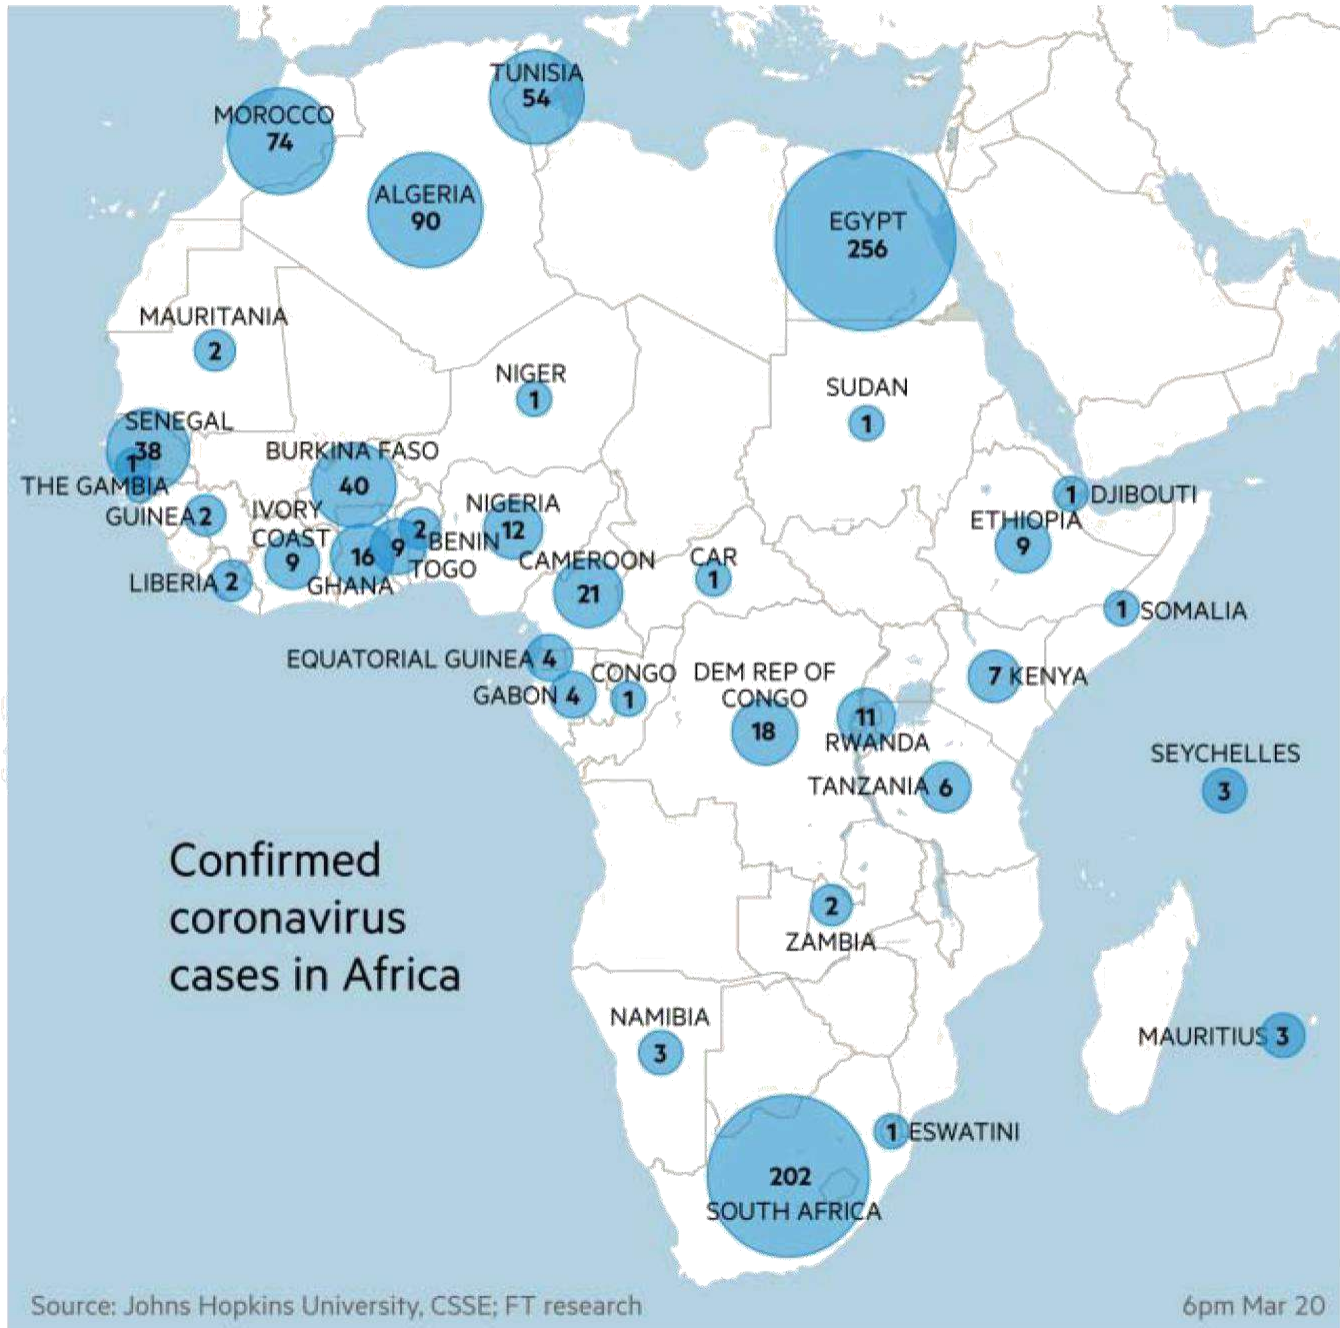 TUNISIA
54
MOROCCO
74
ALGERIA
90
EGYPT
256
MAURITANIA
2
NIGER
1
SUDAN
1
SENEGAL
38
1
THE GAMBIA
BURKINA FASO
40
GUINEA 2
IVORY
COAST
9
16
GHANA
9
TOGO
2
BENIN
NIGERIA
12
1 DJIBOUTI
ETHIOPIA
9
LIBERIA 2
CAMEROON
21
CAR
1
1 SOMALIA
EQUATORIAL GUINEA 4
GABON 4
CONGO
1
DEM REP OF
CONGO
18
11
RWANDA
7 KENYA
TANZANIA 6
SEYCHELLES
3
Confirmed
coronavirus
cases in Africa
2
ZAMBIA
NAMIBIA
3
MAURITIUS 3
1 ESWATINI
202
SOUTH AFRICA
Source: Johns Hopkins University, CSSE; FT research
6pm Mar 20